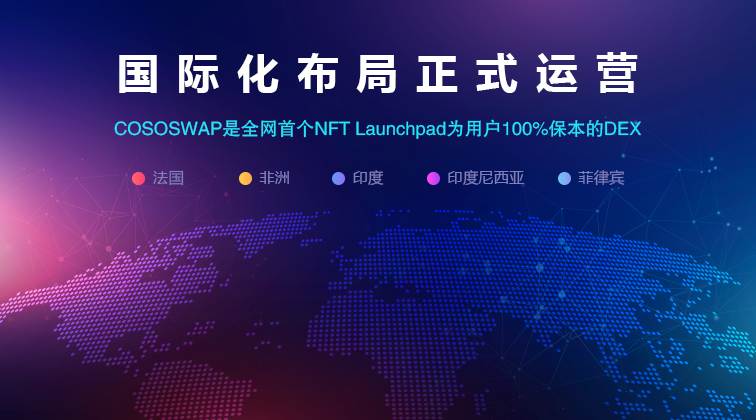 国际化布局正式运营
COSOSWAP是全网首个NFT Launchpad为用户100%保本的DEX
法国 非洲 印度 印度尼西亚 菲律宾